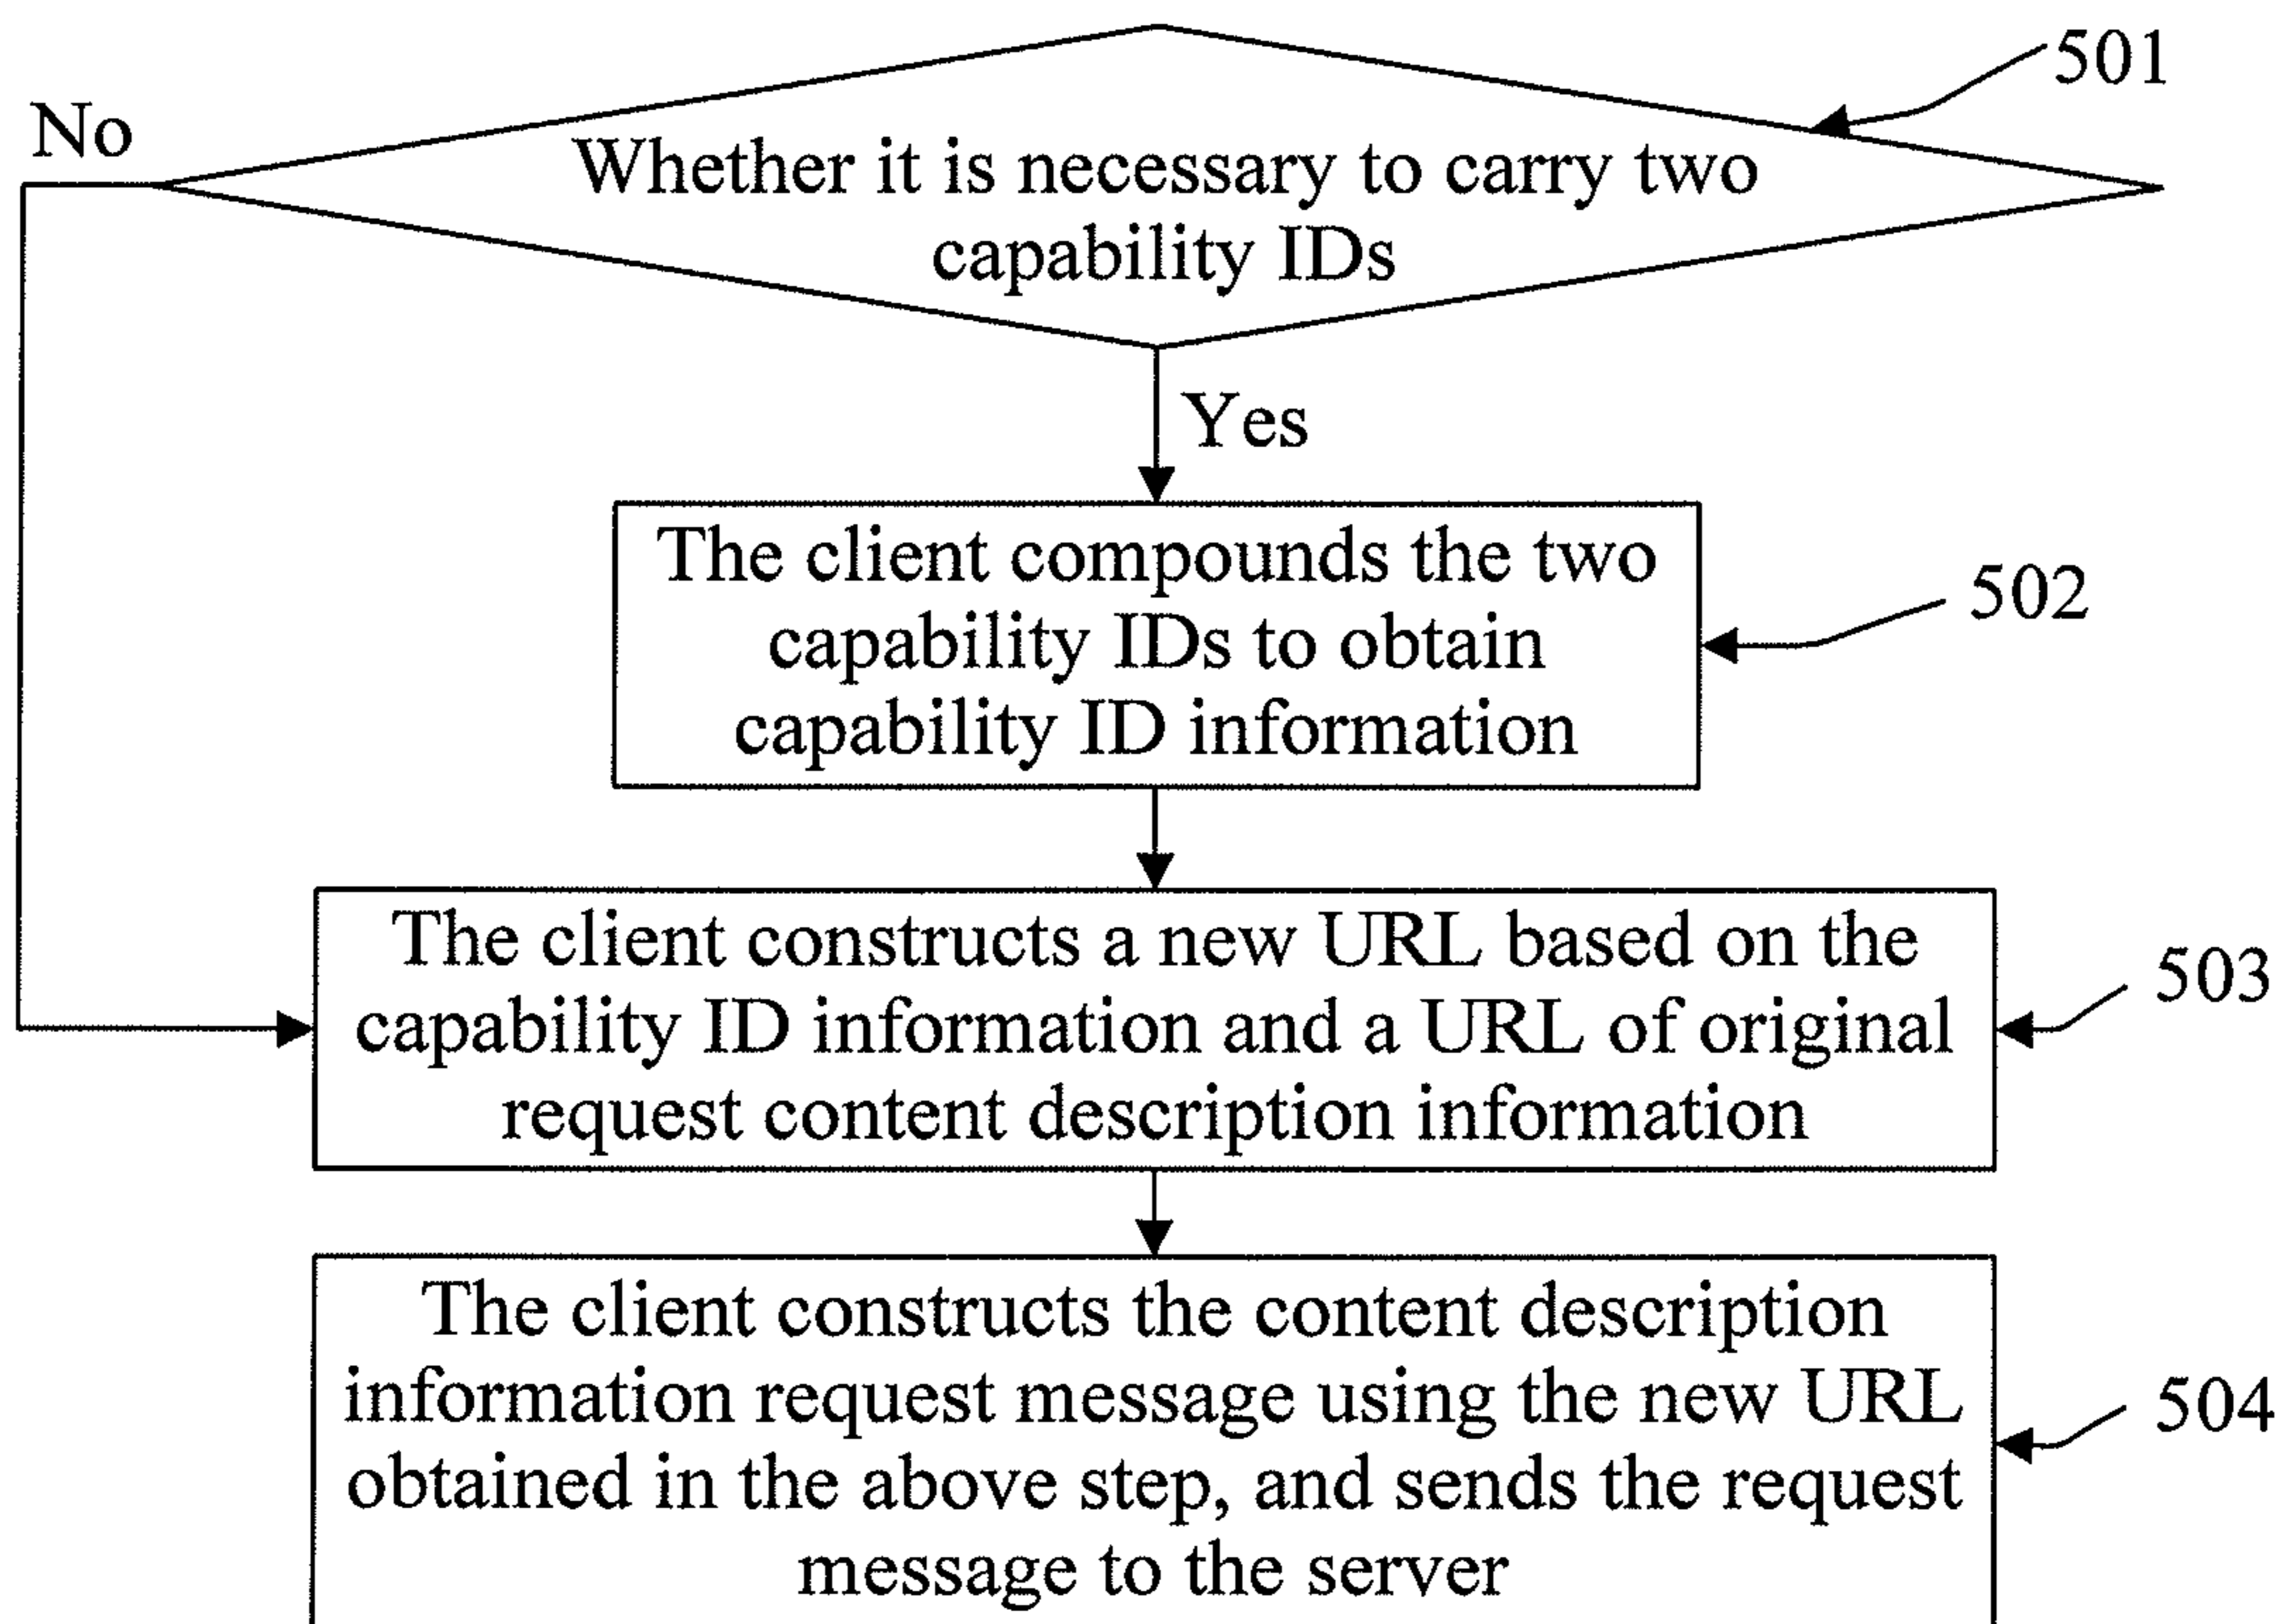 501
No
Whether it is necessary to carry two
capability IDs
Yes
The client compounds the two
capability IDs to obtain
capability ID information
502
The client constructs a new URL based on the
capability ID information and a URL of original
request content description information
503
The client constructs the content description
information request message using the new URL
obtained in the above step, and sends the request
message to the server
504